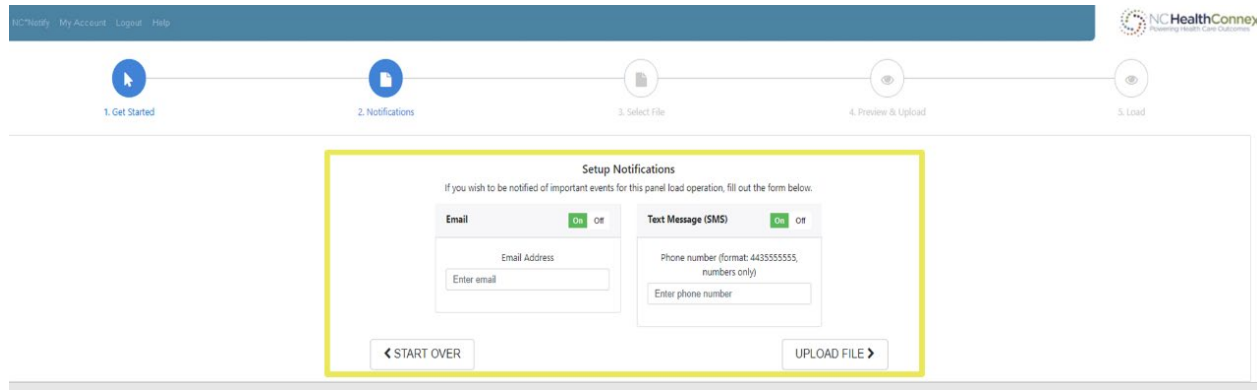 NC*Notify My Account Logout Help
NCHealthConnex
Powering Health Care Outcomes
1. Get Started
2. Notifications
3. Select File
4. Preview & Upload
5. Load
Setup Notifications
If you wish to be notified of important events for this panel load operation, fill out the form below.
Email On Off
Text Message (SMS) On Off
Email Address
Enter email
Phone number (format: 4435555555,
numbers only)
Enter phone number
START OVER
UPLOAD FILE